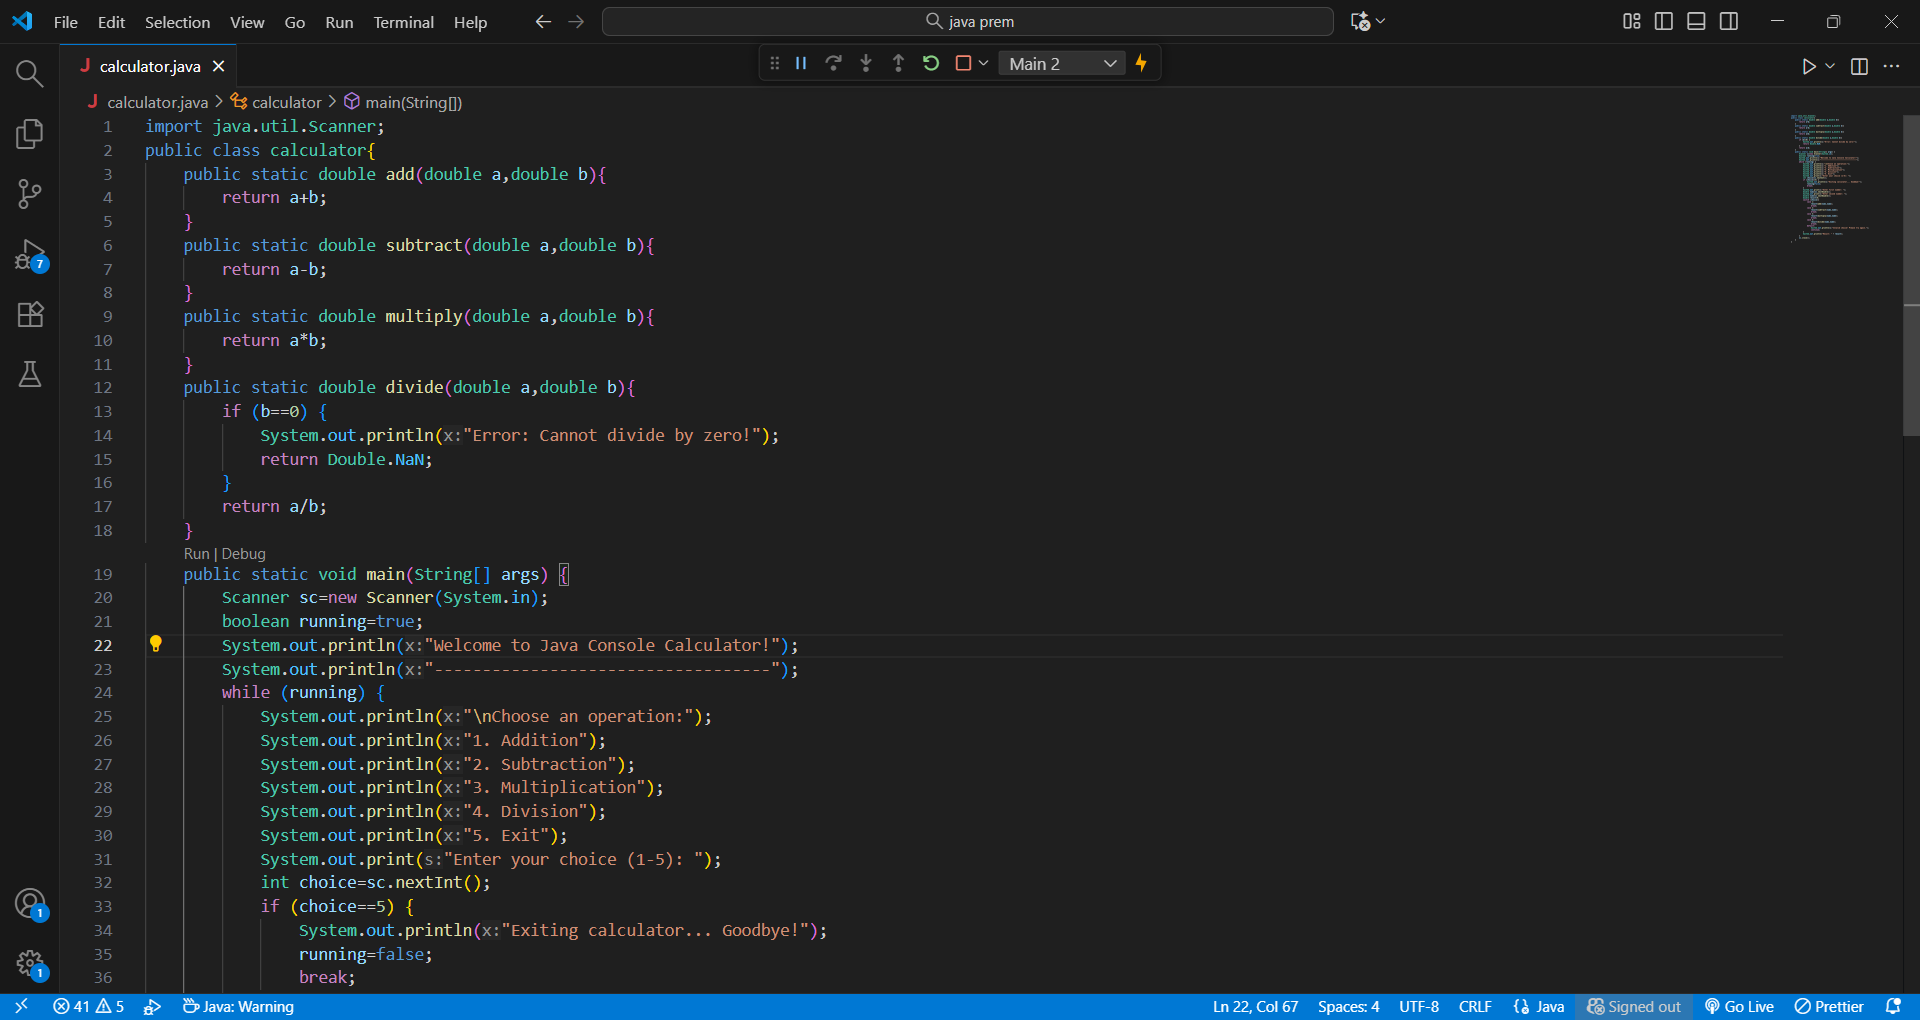 File Edit Selection View Go Run Terminal Help java prem
J calculator.java
Main 2
J calculator.java > calculator > main(String[])
1 import java.util.Scanner;
2 public class calculator{
3 public static double add(double a,double b){
4 return a+b;
5 }
6 public static double subtract(double a,double b){
7 return a-b;
8 }
9 public static double multiply(double a,double b){
10 return a*b;
11 }
12 public static double divide(double a,double b){
13 if (b==0) {
14 System.out.println(x:"Error: Cannot divide by zero!");
15 return Double.NaN;
16 }
17 return a/b;
18 }
Run | Debug
19 public static void main(String[] args) {
20 Scanner sc=new Scanner(System.in);
21 boolean running=true;
22 System.out.println(x:"Welcome to Java Console Calculator!");
23 System.out.println(x:"-----------------------------------");
24 while (running) {
25 System.out.println(x:"\nChoose an operation:");
26 System.out.println(x:"1. Addition");
27 System.out.println(x:"2. Subtraction");
28 System.out.println(x:"3. Multiplication");
29 System.out.println(x:"4. Division");
30 System.out.println(x:"5. Exit");
31 System.out.print(s:"Enter your choice (1-5): ");
32 int choice=sc.nextInt();
33 if (choice==5) {
34 System.out.println(x:"Exiting calculator... Goodbye!");
35 running=false;
36 break;
7
1
1
41 5 Java: Warning Ln 22, Col 67 Spaces: 4 UTF-8 CRLF Java Signed out Go Live Prettier